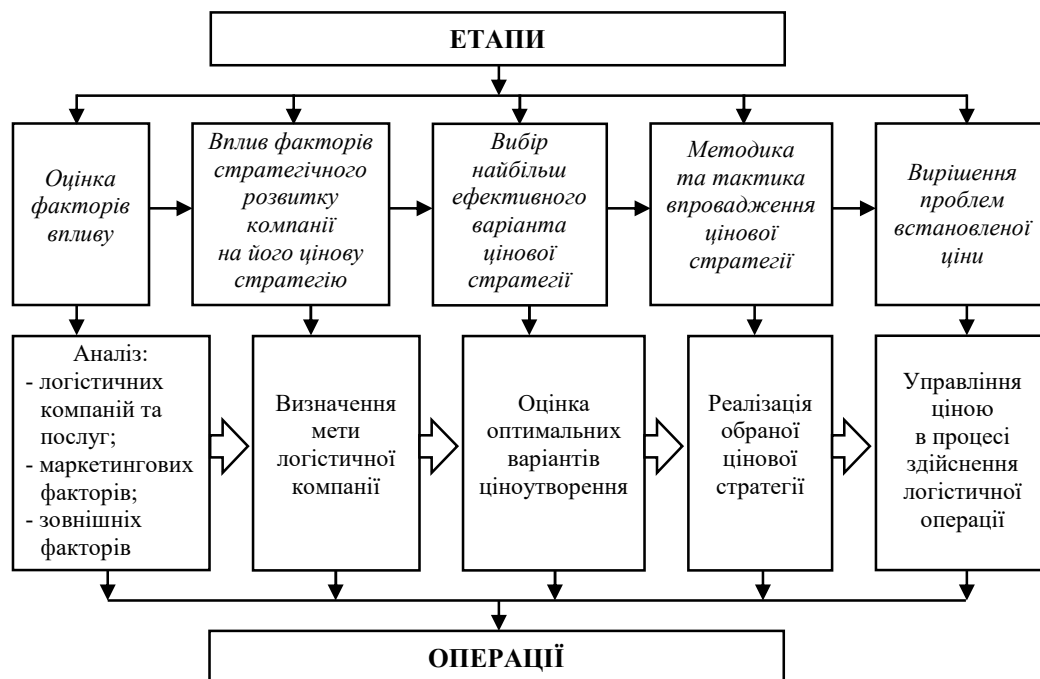 ЕТАПИ
Оцінка
факторів
впливу
Вплив факторів
стратегічного
розвитку
компанії
на його цінову
стратегію
Вибір
найбільш
ефективного
варіанта
цінової
стратегії
Методика
та тактика
впровадження
цінової
стратегії
Вирішення
проблем
встановленої
ціни
Аналіз:
- логістичних
компаній та
послуг;
- маркетингових
факторів;
- зовнішніх
факторів
Визначення
мети
логістичної
компанії
Оцінка
оптимальних
варіантів
ціноутворення
Реалізація
обраної
цінової
стратегії
Управління
ціною
в процесі
здійснення
логістичної
операції
ОПЕРАЦІЇ